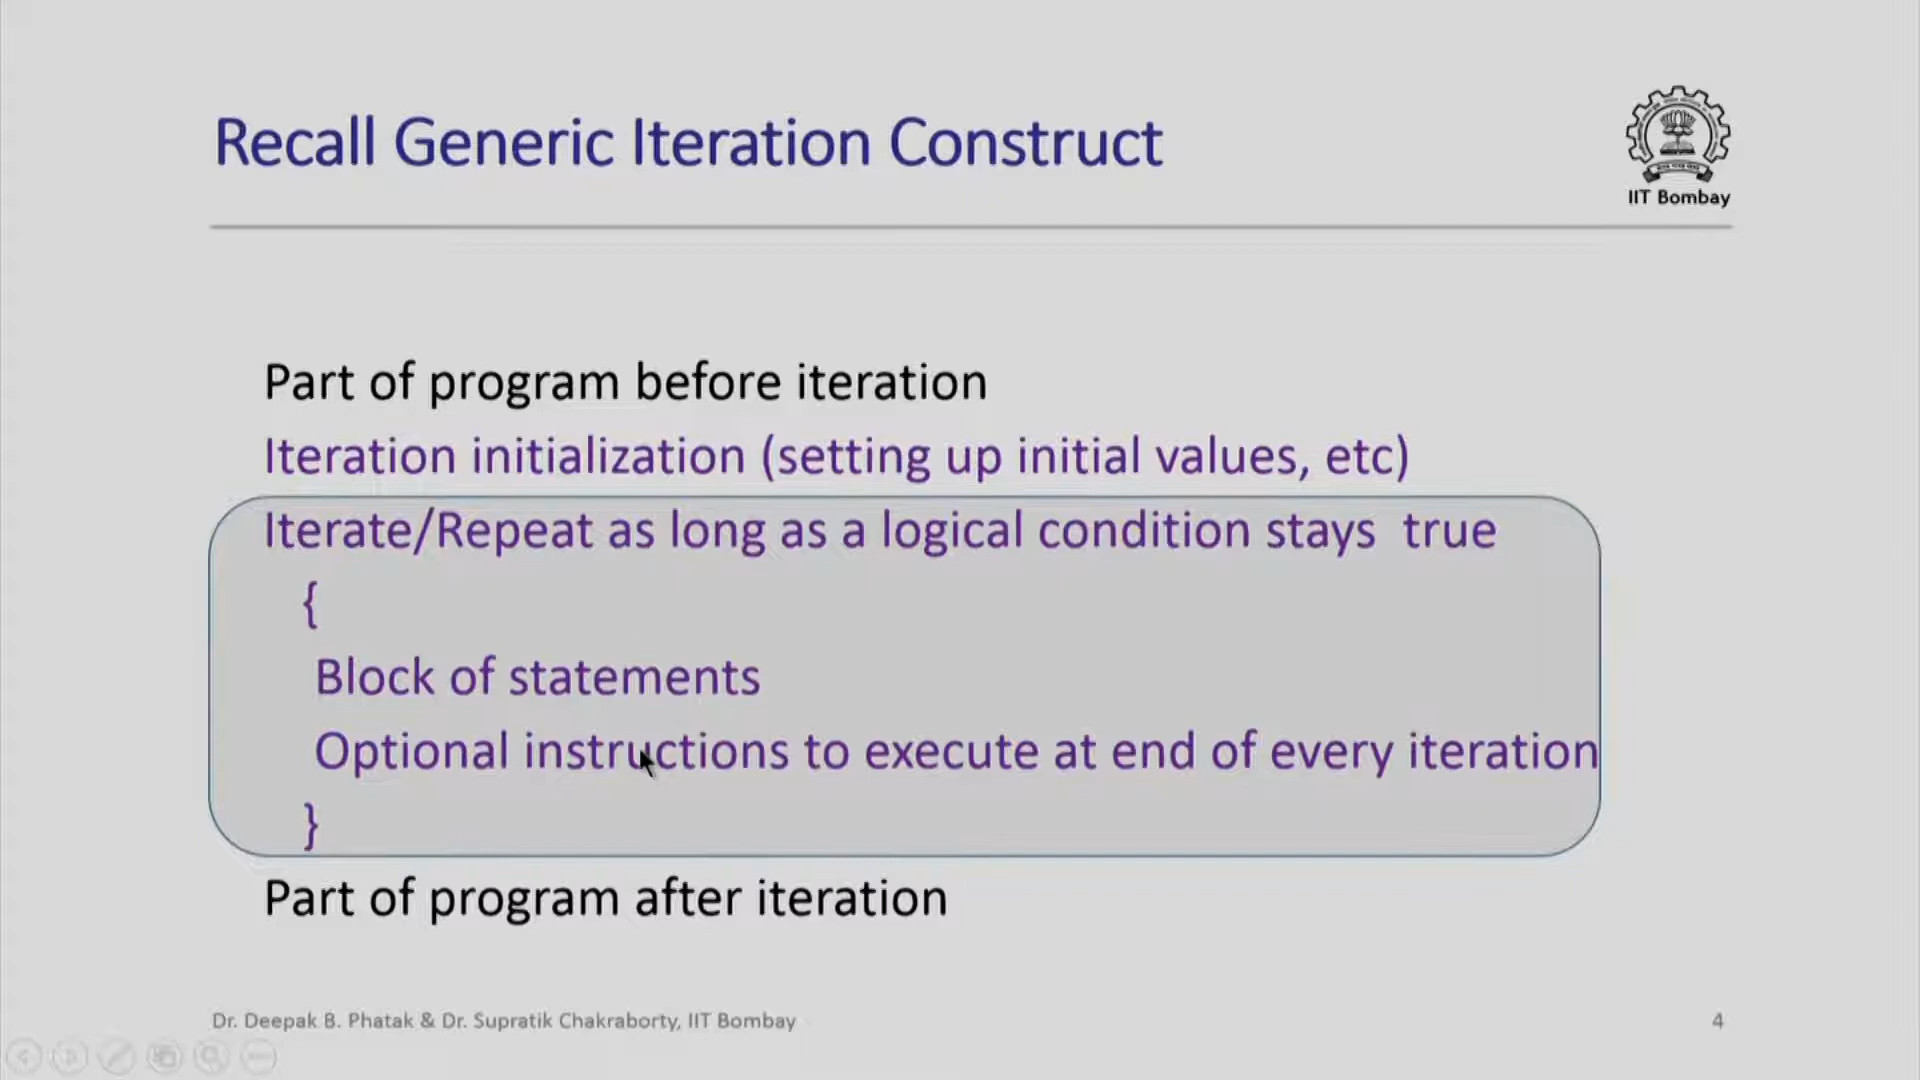 Recall Generic Iteration Construct
IIT Bombay
Part of program before iteration
Iteration initialization (setting up initial values, etc)
Iterate/Repeat as long as a logical condition stays true
{
Block of statements
Optional instructions to execute at end of every iteration
}
Part of program after iteration
Dr. Deepak B. Phatak & Dr. Supratik Chakraborty, IIT Bombay
4